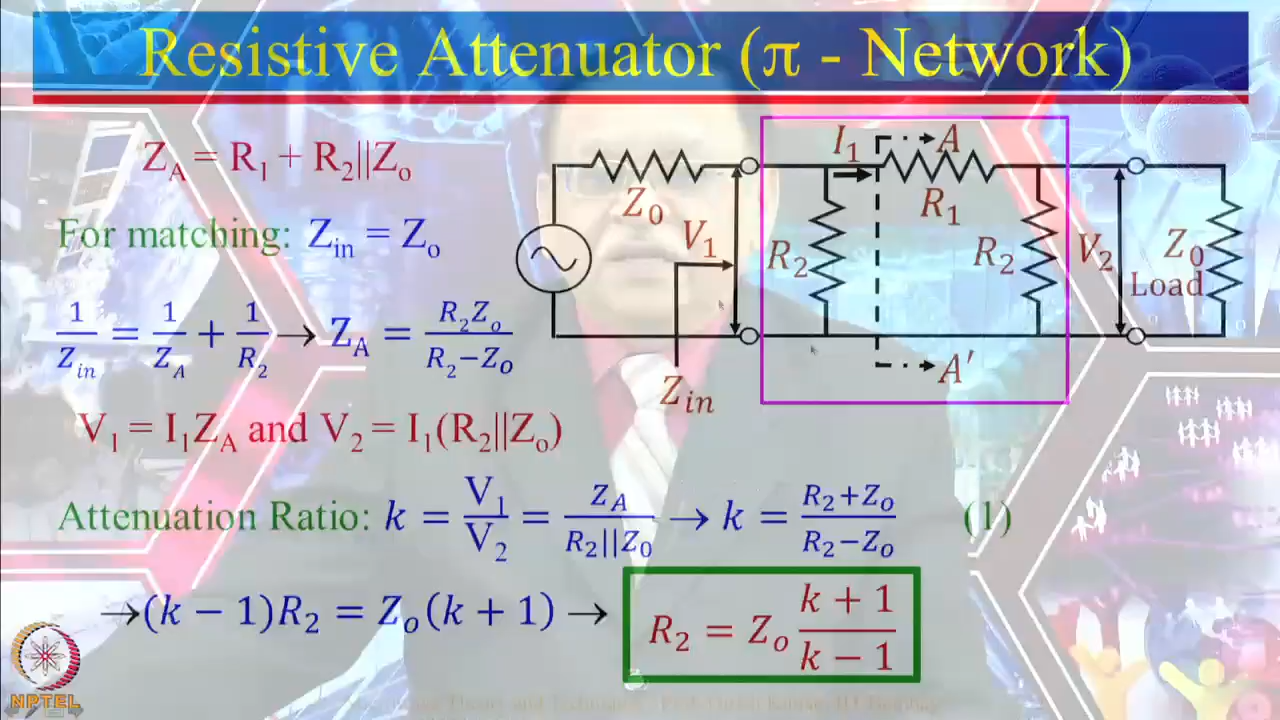 Resistive Attenuator (π - Network)
Z_A = R_1 + R_2||Z_o
For matching: Z_in = Z_o
1/Z_in = 1/Z_A + 1/R_2 → Z_A = R_2Z_o/(R_2−Z_o)
V_1 = I_1Z_A and V_2 = I_1(R_2||Z_o)
Attenuation Ratio: k = V_1/V_2 = Z_A/(R_2||Z_0) → k = (R_2+Z_o)/(R_2−Z_o) (1)
→(k − 1)R_2 = Z_o(k + 1) →
R_2 = Z_o (k + 1)/(k − 1)
Z_0
V_1
Z_in
I_1
A
R_1
R_2
R_2
A′
V_2
Z_0
Load
NPTEL